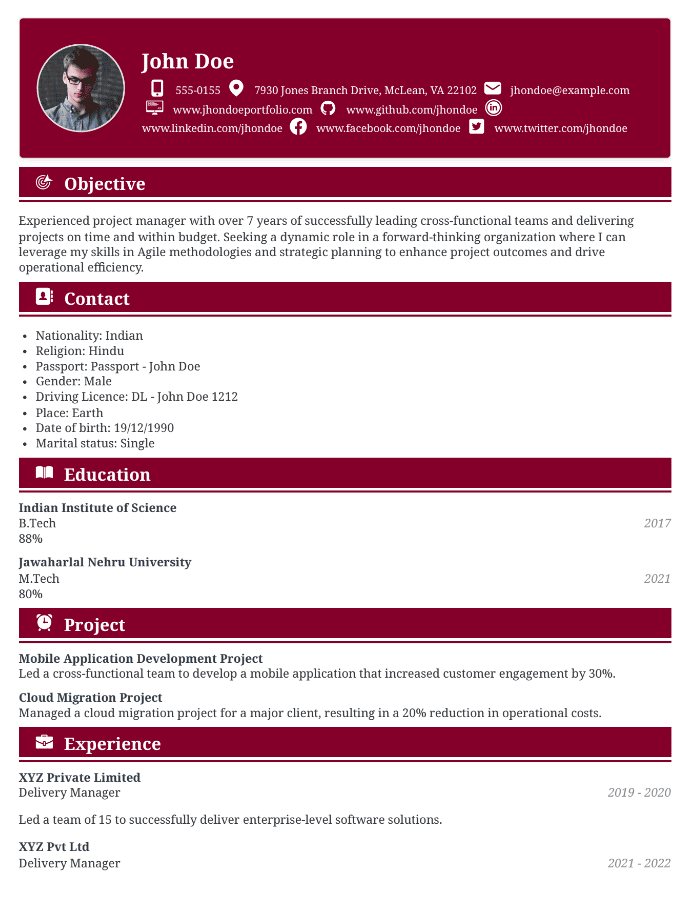 John Doe
555-0155 7930 Jones Branch Drive, McLean, VA 22102 jhondoe@example.com
www.jhondoeportfolio.com www.github.com/jhondoe
www.linkedin.com/jhondoe www.facebook.com/jhondoe www.twitter.com/jhondoe
Objective
Experienced project manager with over 7 years of successfully leading cross-functional teams and delivering
projects on time and within budget. Seeking a dynamic role in a forward-thinking organization where I can
leverage my skills in Agile methodologies and strategic planning to enhance project outcomes and drive
operational efficiency.
Contact
• Nationality: Indian
• Religion: Hindu
• Passport: Passport - John Doe
• Gender: Male
• Driving Licence: DL - John Doe 1212
• Place: Earth
• Date of birth: 19/12/1990
• Marital status: Single
Education
Indian Institute of Science
B.Tech 2017
88%
Jawaharlal Nehru University
M.Tech 2021
80%
Project
Mobile Application Development Project
Led a cross-functional team to develop a mobile application that increased customer engagement by 30%.
Cloud Migration Project
Managed a cloud migration project for a major client, resulting in a 20% reduction in operational costs.
Experience
XYZ Private Limited
Delivery Manager 2019 - 2020
Led a team of 15 to successfully deliver enterprise-level software solutions.
XYZ Pvt Ltd
Delivery Manager 2021 - 2022